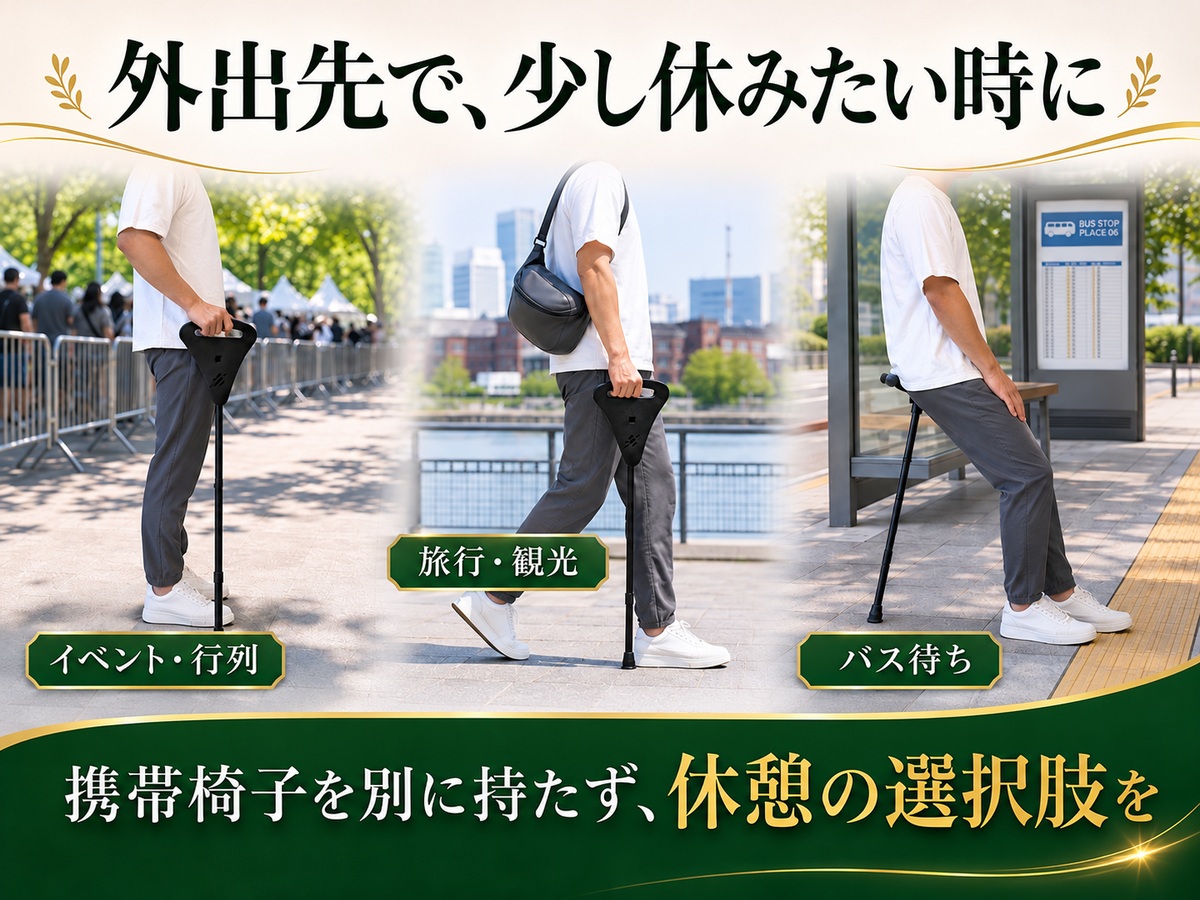 外出先で、少し休みたい時に
BUS STOP
PLACE 06
旅行・観光
イベント・行列
バス待ち
携帯椅子を別に持たず、休憩の選択肢を